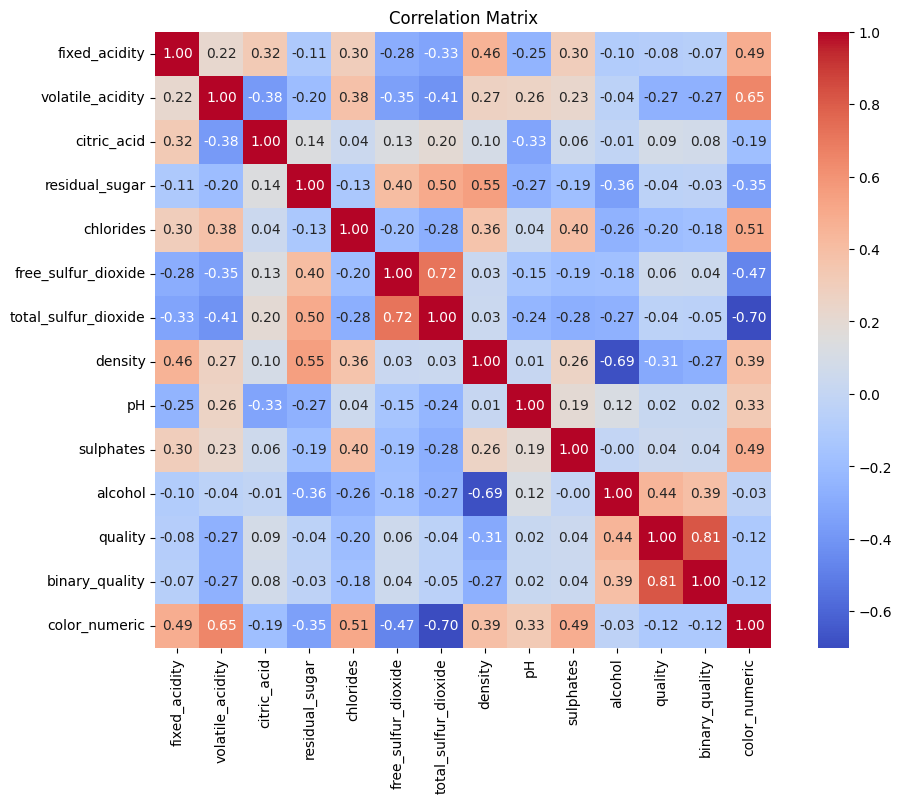 Correlation Matrix
fixed_acidity 1.00 0.22 0.32 -0.11 0.30 -0.28 -0.33 0.46 -0.25 0.30 -0.10 -0.08 -0.07 0.49
volatile_acidity 0.22 1.00 -0.38 -0.20 0.38 -0.35 -0.41 0.27 0.26 0.23 -0.04 -0.27 -0.27 0.65
citric_acid 0.32 -0.38 1.00 0.14 0.04 0.13 0.20 0.10 -0.33 0.06 -0.01 0.09 0.08 -0.19
residual_sugar -0.11 -0.20 0.14 1.00 -0.13 0.40 0.50 0.55 -0.27 -0.19 -0.36 -0.04 -0.03 -0.35
chlorides 0.30 0.38 0.04 -0.13 1.00 -0.20 -0.28 0.36 0.04 0.40 -0.26 -0.20 -0.18 0.51
free_sulfur_dioxide -0.28 -0.35 0.13 0.40 -0.20 1.00 0.72 0.03 -0.15 -0.19 -0.18 0.06 0.04 -0.47
total_sulfur_dioxide -0.33 -0.41 0.20 0.50 -0.28 0.72 1.00 0.03 -0.24 -0.28 -0.27 -0.04 -0.05 -0.70
density 0.46 0.27 0.10 0.55 0.36 0.03 0.03 1.00 0.01 0.26 -0.69 -0.31 -0.27 0.39
pH -0.25 0.26 -0.33 -0.27 0.04 -0.15 -0.24 0.01 1.00 0.19 0.12 0.02 0.02 0.33
sulphates 0.30 0.23 0.06 -0.19 0.40 -0.19 -0.28 0.26 0.19 1.00 -0.00 0.04 0.04 0.49
alcohol -0.10 -0.04 -0.01 -0.36 -0.26 -0.18 -0.27 -0.69 0.12 -0.00 1.00 0.44 0.39 -0.03
quality -0.08 -0.27 0.09 -0.04 -0.20 0.06 -0.04 -0.31 0.02 0.04 0.44 1.00 0.81 -0.12
binary_quality -0.07 -0.27 0.08 -0.03 -0.18 0.04 -0.05 -0.27 0.02 0.04 0.39 0.81 1.00 -0.12
color_numeric 0.49 0.65 -0.19 -0.35 0.51 -0.47 -0.70 0.39 0.33 0.49 -0.03 -0.12 -0.12 1.00
fixed_acidity
volatile_acidity
citric_acid
residual_sugar
chlorides
free_sulfur_dioxide
total_sulfur_dioxide
density
pH
sulphates
alcohol
quality
binary_quality
color_numeric
1.0
0.8
0.6
0.4
0.2
0.0
−0.2
−0.4
−0.6